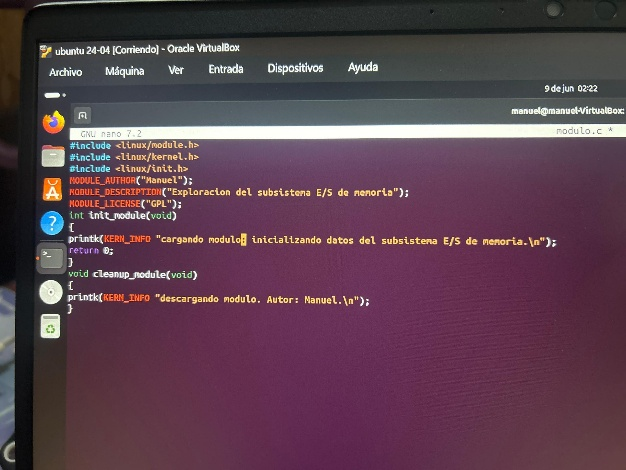 ubuntu 24-04 [Corriendo] - Oracle VirtualBox
Archivo Máquina Ver Entrada Dispositivos Ayuda
9 de jun 02:22
manuel@manuel-VirtualBox:
GNU nano 7.2 modulo.c *
#include <linux/module.h>
#include <linux/kernel.h>
#include <linux/init.h>
MODULE_AUTHOR("Manuel");
MODULE_DESCRIPTION("Exploracion del subsistema E/S de memoria");
MODULE_LICENSE("GPL");
int init_module(void)
{
printk(KERN_INFO "cargando modulo: inicializando datos del subsistema E/S de memoria.\n");
return 0;
}
void cleanup_module(void)
{
printk(KERN_INFO "descargando modulo. Autor: Manuel.\n");
}